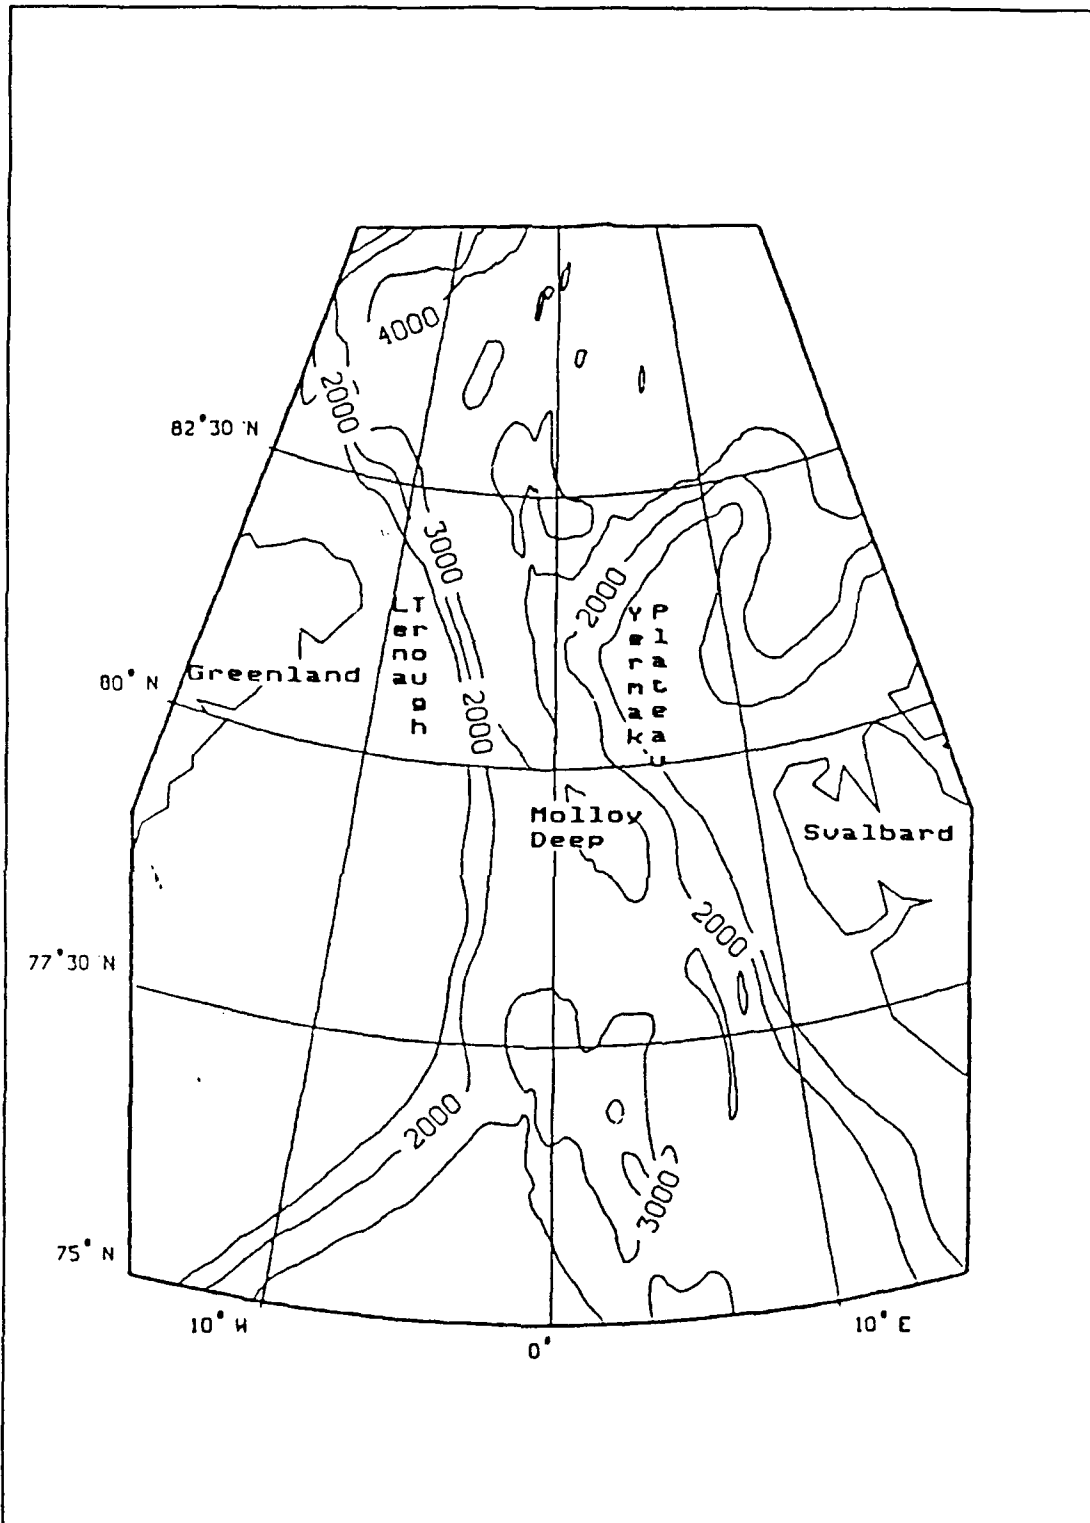 4000
2000
82°30 N
3000
2000
Lena
Trough
Yermak
Plateau
Greenland
80° N
2000
Molloy
Deep
Svalbard
2000
77°30 N
2000
3000
75° N
10° W
10° E
0°